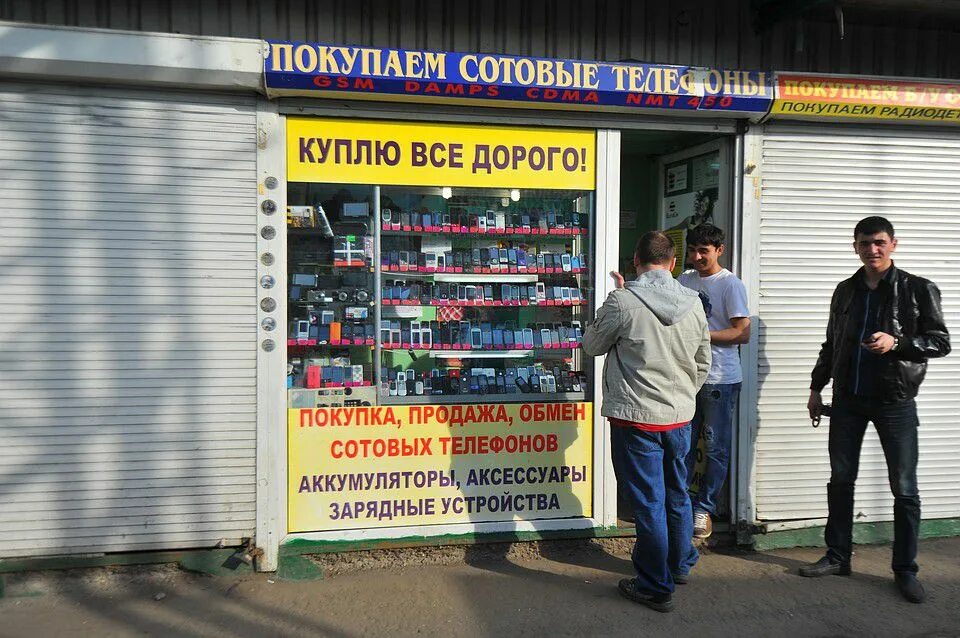 ПОКУПАЕМ СОТОВЫЕ ТЕЛЕФОНЫ
GSM DAMPS CDMA NMT 450
ПОКУПАЕМ Б/У С
ПОКУПАЕМ РАДИОДЕТ
КУПЛЮ ВСЕ ДОРОГО!
ПОКУПКА, ПРОДАЖА, ОБМЕН
СОТОВЫХ ТЕЛЕФОНОВ
АККУМУЛЯТОРЫ, АКСЕССУАРЫ
ЗАРЯДНЫЕ УСТРОЙСТВА